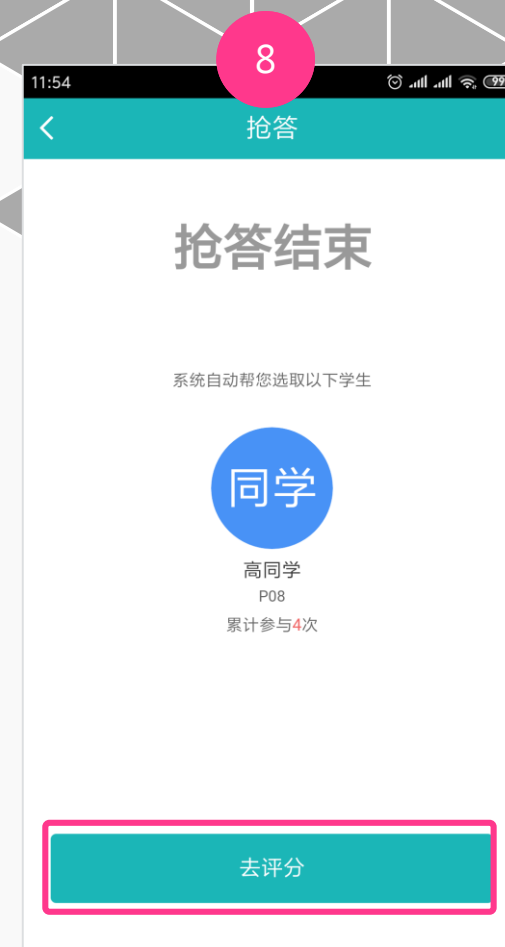 8
11:54
99
抢答
抢答结束
系统自动帮您选取以下学生
同学
高同学
P08
累计参与4次
去评分